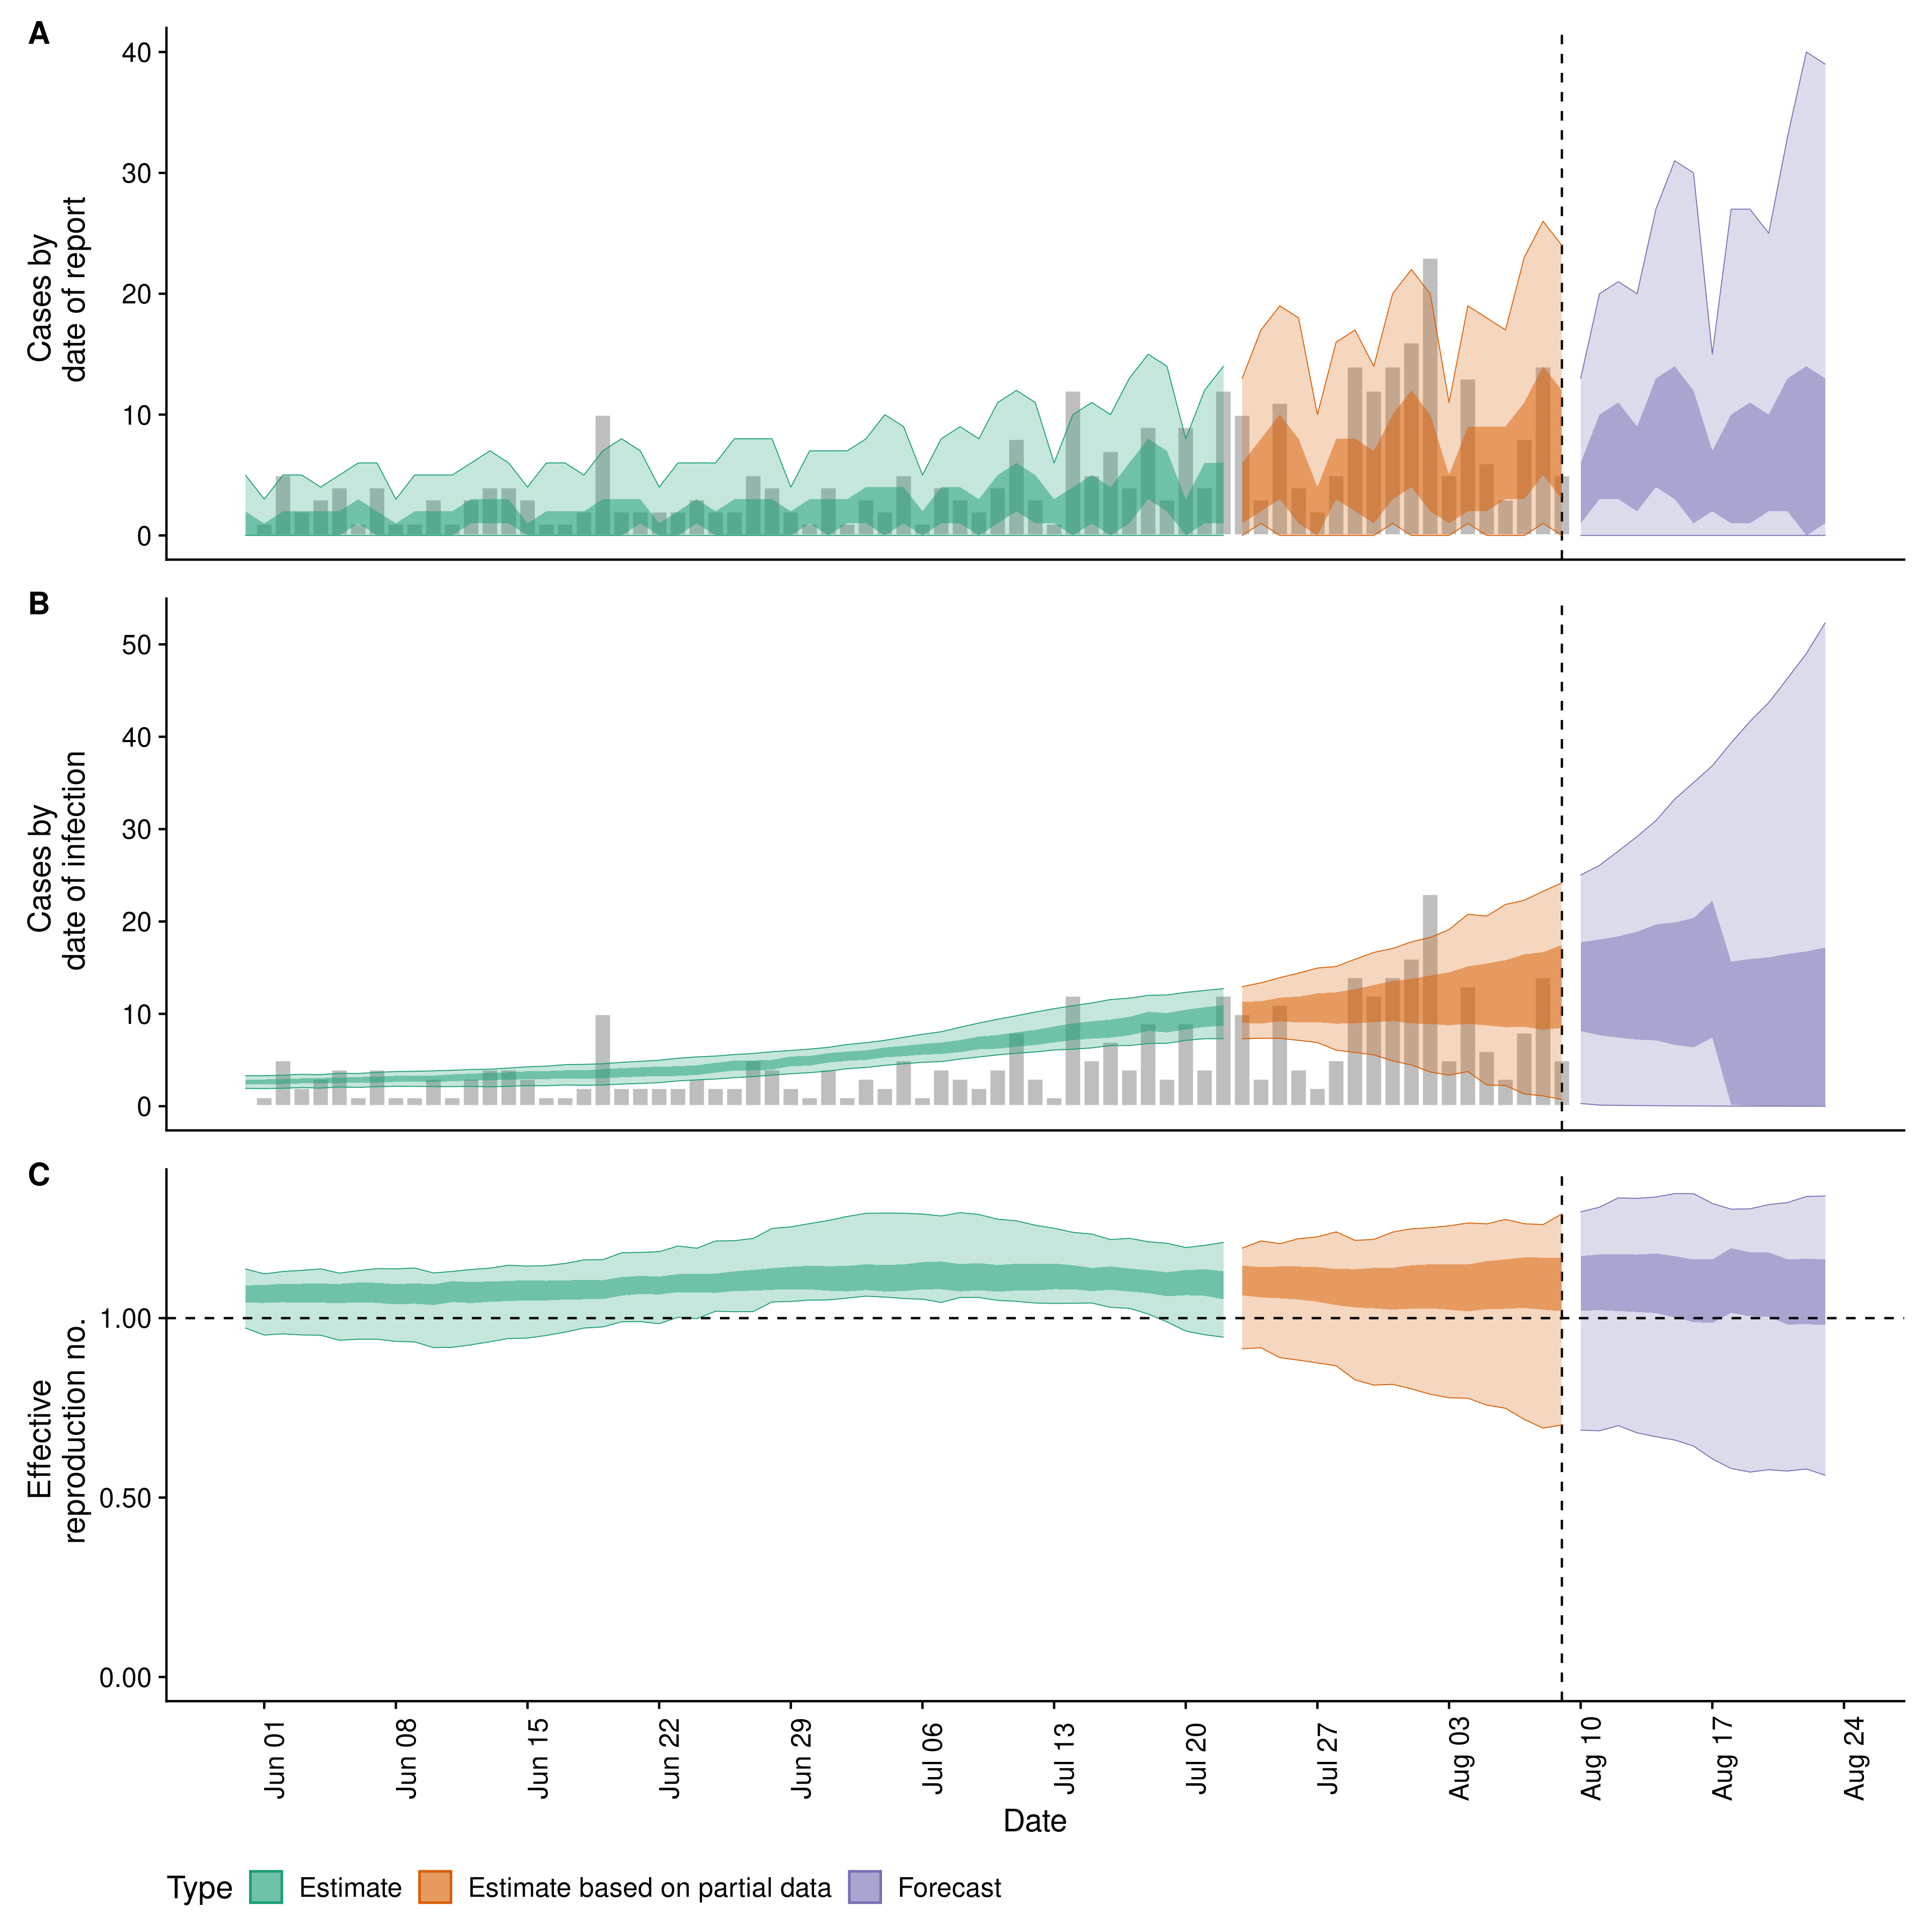 A
40
30
20
10
0
Cases by
date of report
B
50
40
30
20
10
0
Cases by
date of infection
C
1.00
0.50
0.00
Effective
reproduction no.
Jun 01
Jun 08
Jun 15
Jun 22
Jun 29
Jul 06
Jul 13
Jul 20
Jul 27
Aug 03
Aug 10
Aug 17
Aug 24
Date
Type Estimate Estimate based on partial data Forecast